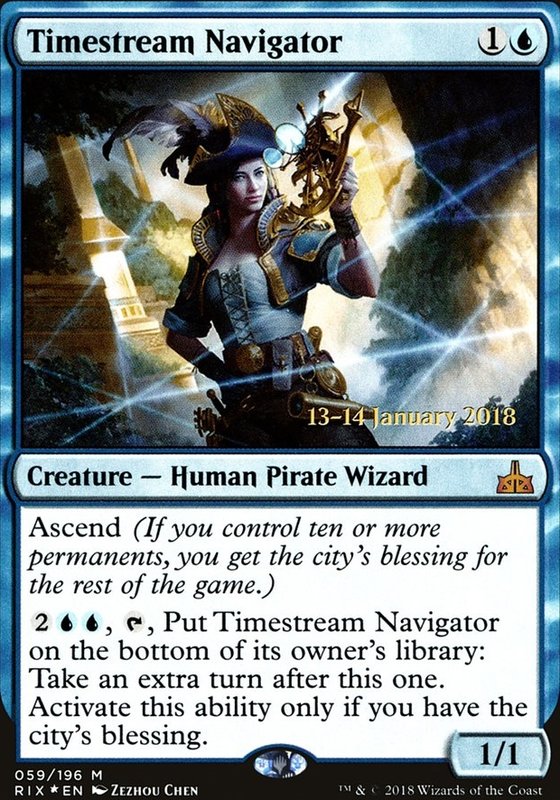 Timestream Navigator 1
13–14 January 2018
Creature — Human Pirate Wizard
Ascend (If you control ten or more
permanents, you get the city's blessing for
the rest of the game.)
2, , Put Timestream Navigator
on the bottom of its owner's library:
Take an extra turn after this one.
Activate this ability only if you have the
city's blessing.
1/1
059/196 M
RIX★EN Zezhou Chen
™ & © 2018 Wizards of the Coast